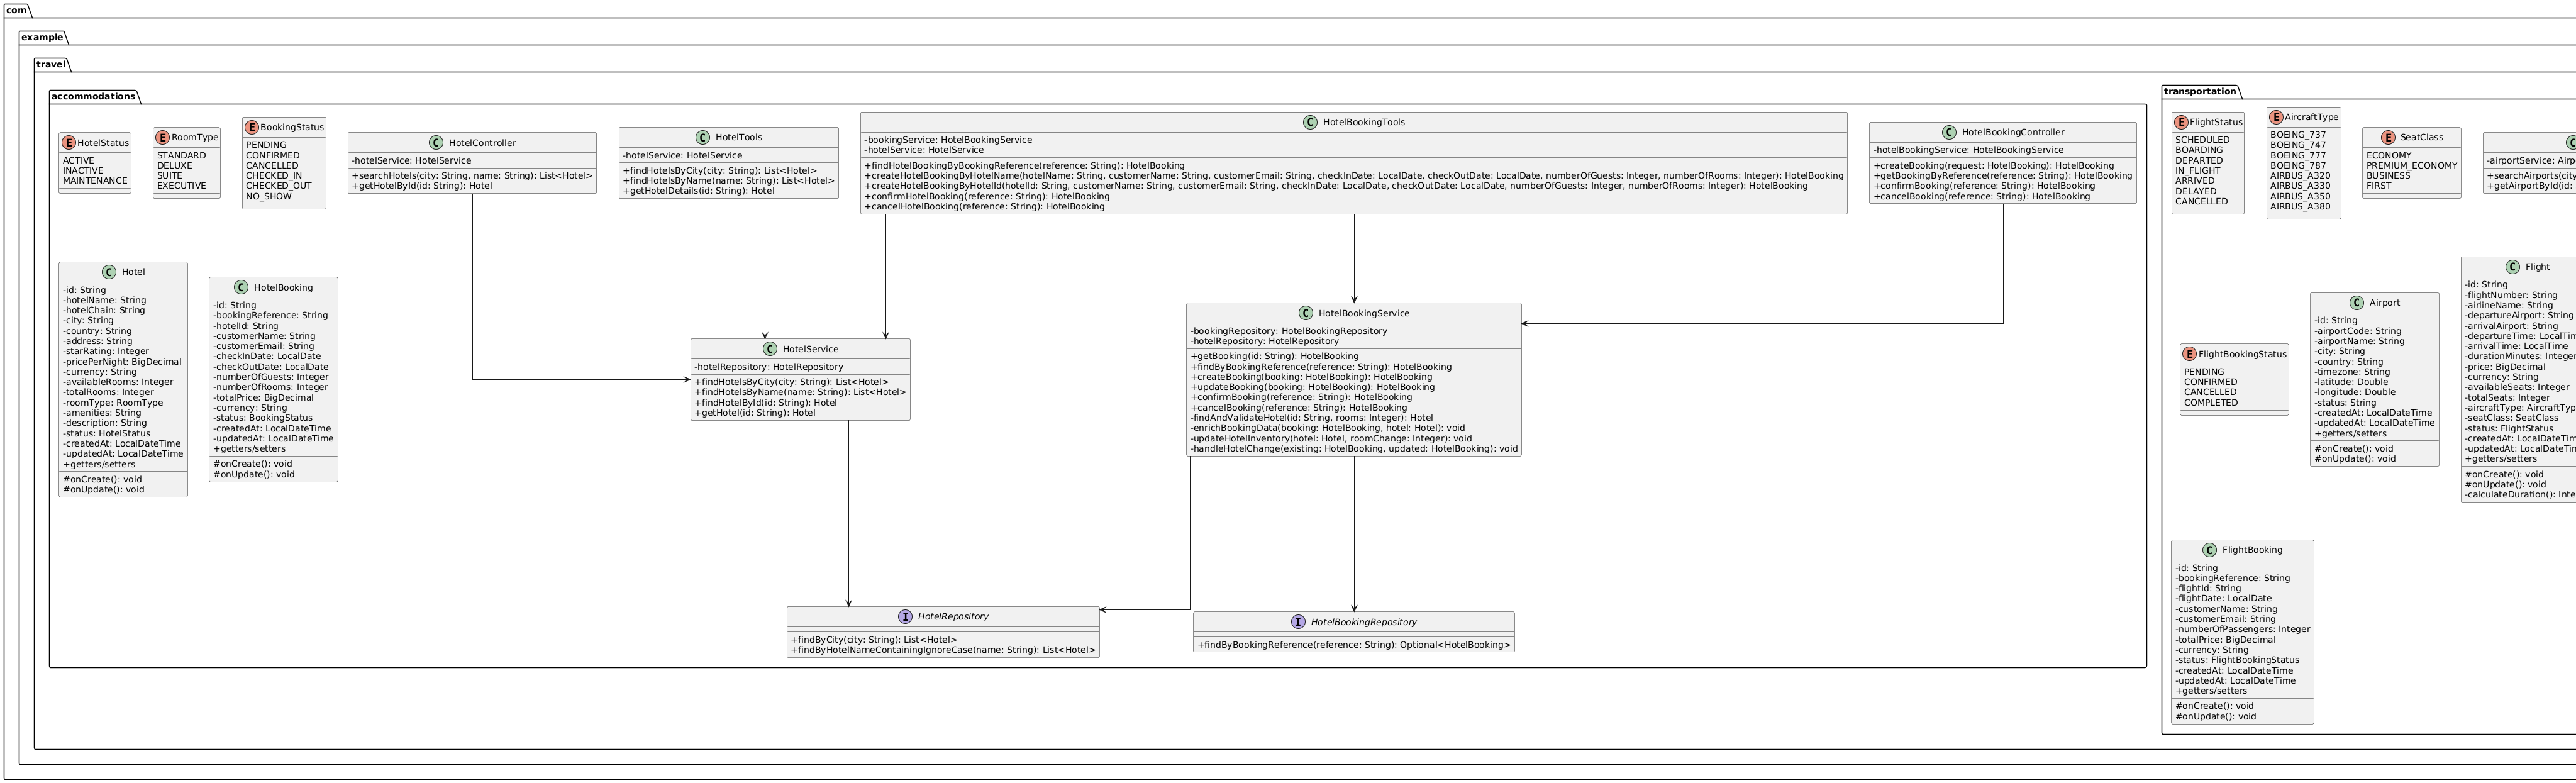 com
example
travel
accommodations
HotelStatus
ACTIVE
INACTIVE
MAINTENANCE
RoomType
STANDARD
DELUXE
SUITE
EXECUTIVE
BookingStatus
PENDING
CONFIRMED
CANCELLED
CHECKED_IN
CHECKED_OUT
NO_SHOW
HotelController
-hotelService: HotelService
+searchHotels(city: String, name: String): List<Hotel>
+getHotelById(id: String): Hotel
HotelTools
-hotelService: HotelService
+findHotelsByCity(city: String): List<Hotel>
+findHotelsByName(name: String): List<Hotel>
+getHotelDetails(id: String): Hotel
HotelBookingTools
-bookingService: HotelBookingService
-hotelService: HotelService
+findHotelBookingByBookingReference(reference: String): HotelBooking
+createHotelBookingByHotelName(hotelName: String, customerName: String, customerEmail: String, checkInDate: LocalDate, checkOutDate: LocalDate, numberOfGuests: Integer, numberOfRooms: Integer): HotelBooking
+createHotelBookingByHotelId(hotelId: String, customerName: String, customerEmail: String, checkInDate: LocalDate, checkOutDate: LocalDate, numberOfGuests: Integer, numberOfRooms: Integer): HotelBooking
+confirmHotelBooking(reference: String): HotelBooking
+cancelHotelBooking(reference: String): HotelBooking
HotelBookingController
-hotelBookingService: HotelBookingService
+createBooking(request: HotelBooking): HotelBooking
+getBookingByReference(reference: String): HotelBooking
+confirmBooking(reference: String): HotelBooking
+cancelBooking(reference: String): HotelBooking
Hotel
-id: String
-hotelName: String
-hotelChain: String
-city: String
-country: String
-address: String
-starRating: Integer
-pricePerNight: BigDecimal
-currency: String
-availableRooms: Integer
-totalRooms: Integer
-roomType: RoomType
-amenities: String
-description: String
-status: HotelStatus
-createdAt: LocalDateTime
-updatedAt: LocalDateTime
+getters/setters
#onCreate(): void
#onUpdate(): void
HotelBooking
-id: String
-bookingReference: String
-hotelId: String
-customerName: String
-customerEmail: String
-checkInDate: LocalDate
-checkOutDate: LocalDate
-numberOfGuests: Integer
-numberOfRooms: Integer
-totalPrice: BigDecimal
-currency: String
-status: BookingStatus
-createdAt: LocalDateTime
-updatedAt: LocalDateTime
+getters/setters
#onCreate(): void
#onUpdate(): void
HotelService
-hotelRepository: HotelRepository
+findHotelsByCity(city: String): List<Hotel>
+findHotelsByName(name: String): List<Hotel>
+findHotelById(id: String): Hotel
+getHotel(id: String): Hotel
HotelBookingService
-bookingRepository: HotelBookingRepository
-hotelRepository: HotelRepository
+getBooking(id: String): HotelBooking
+findByBookingReference(reference: String): HotelBooking
+createBooking(booking: HotelBooking): HotelBooking
+updateBooking(booking: HotelBooking): HotelBooking
+confirmBooking(reference: String): HotelBooking
+cancelBooking(reference: String): HotelBooking
-findAndValidateHotel(id: String, rooms: Integer): Hotel
-enrichBookingData(booking: HotelBooking, hotel: Hotel): void
-updateHotelInventory(hotel: Hotel, roomChange: Integer): void
-handleHotelChange(existing: HotelBooking, updated: HotelBooking): void
HotelRepository
+findByCity(city: String): List<Hotel>
+findByHotelNameContainingIgnoreCase(name: String): List<Hotel>
HotelBookingRepository
+findByBookingReference(reference: String): Optional<HotelBooking>
transportation
FlightStatus
SCHEDULED
BOARDING
DEPARTED
IN_FLIGHT
ARRIVED
DELAYED
CANCELLED
AircraftType
BOEING_737
BOEING_747
BOEING_777
BOEING_787
AIRBUS_A320
AIRBUS_A330
AIRBUS_A350
AIRBUS_A380
SeatClass
ECONOMY
PREMIUM_ECONOMY
BUSINESS
FIRST
-airportService: Airp
+searchAirports(city
+getAirportById(id:
FlightBookingStatus
PENDING
CONFIRMED
CANCELLED
COMPLETED
Airport
-id: String
-airportCode: String
-airportName: String
-city: String
-country: String
-timezone: String
-latitude: Double
-longitude: Double
-status: String
-createdAt: LocalDateTime
-updatedAt: LocalDateTime
+getters/setters
#onCreate(): void
#onUpdate(): void
Flight
-id: String
-flightNumber: String
-airlineName: String
-departureAirport: String
-arrivalAirport: String
-departureTime: LocalTim
-arrivalTime: LocalTime
-durationMinutes: Integer
-price: BigDecimal
-currency: String
-availableSeats: Integer
-totalSeats: Integer
-aircraftType: AircraftTyp
-seatClass: SeatClass
-status: FlightStatus
-createdAt: LocalDateTim
-updatedAt: LocalDateTim
+getters/setters
#onCreate(): void
#onUpdate(): void
-calculateDuration(): Inte
FlightBooking
-id: String
-bookingReference: String
-flightId: String
-flightDate: LocalDate
-customerName: String
-customerEmail: String
-numberOfPassengers: Integer
-totalPrice: BigDecimal
-currency: String
-status: FlightBookingStatus
-createdAt: LocalDateTime
-updatedAt: LocalDateTime
+getters/setters
#onCreate(): void
#onUpdate(): void